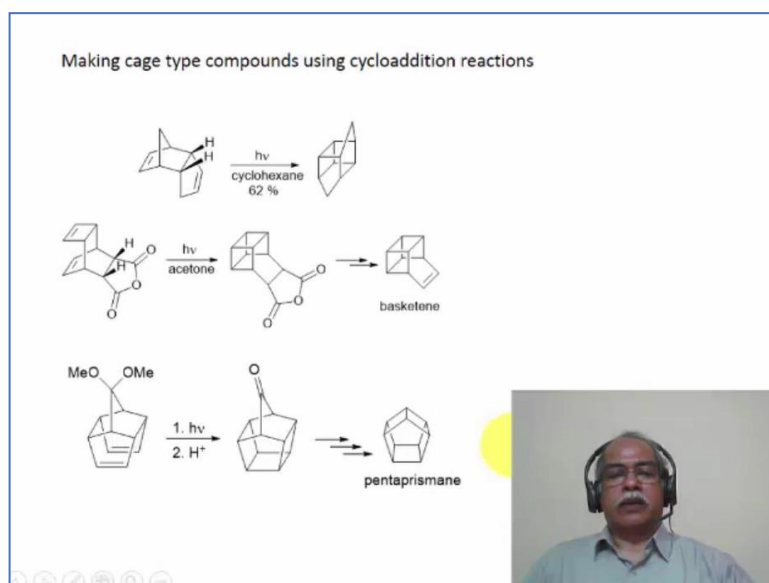 Making cage type compounds using cycloaddition reactions
H
H
hν
cyclohexane
62 %
H
H
O
O
O
hν
acetone
O
O
O
basketene
MeO OMe
1. hν
2. H⁺
O
pentaprismane